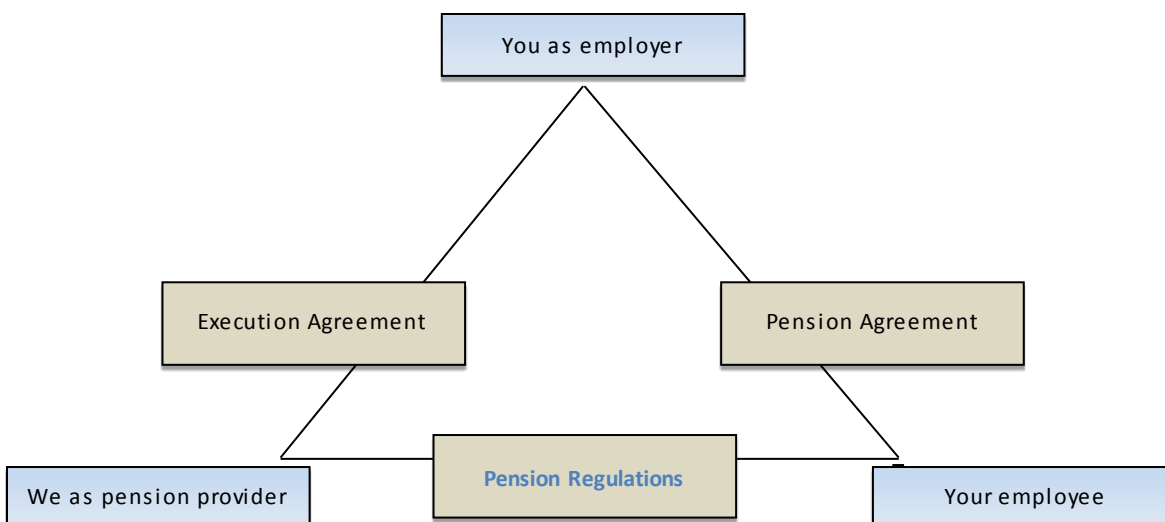 You as employer
Execution Agreement
Pension Agreement
Pension Regulations
We as pension provider
Your employee